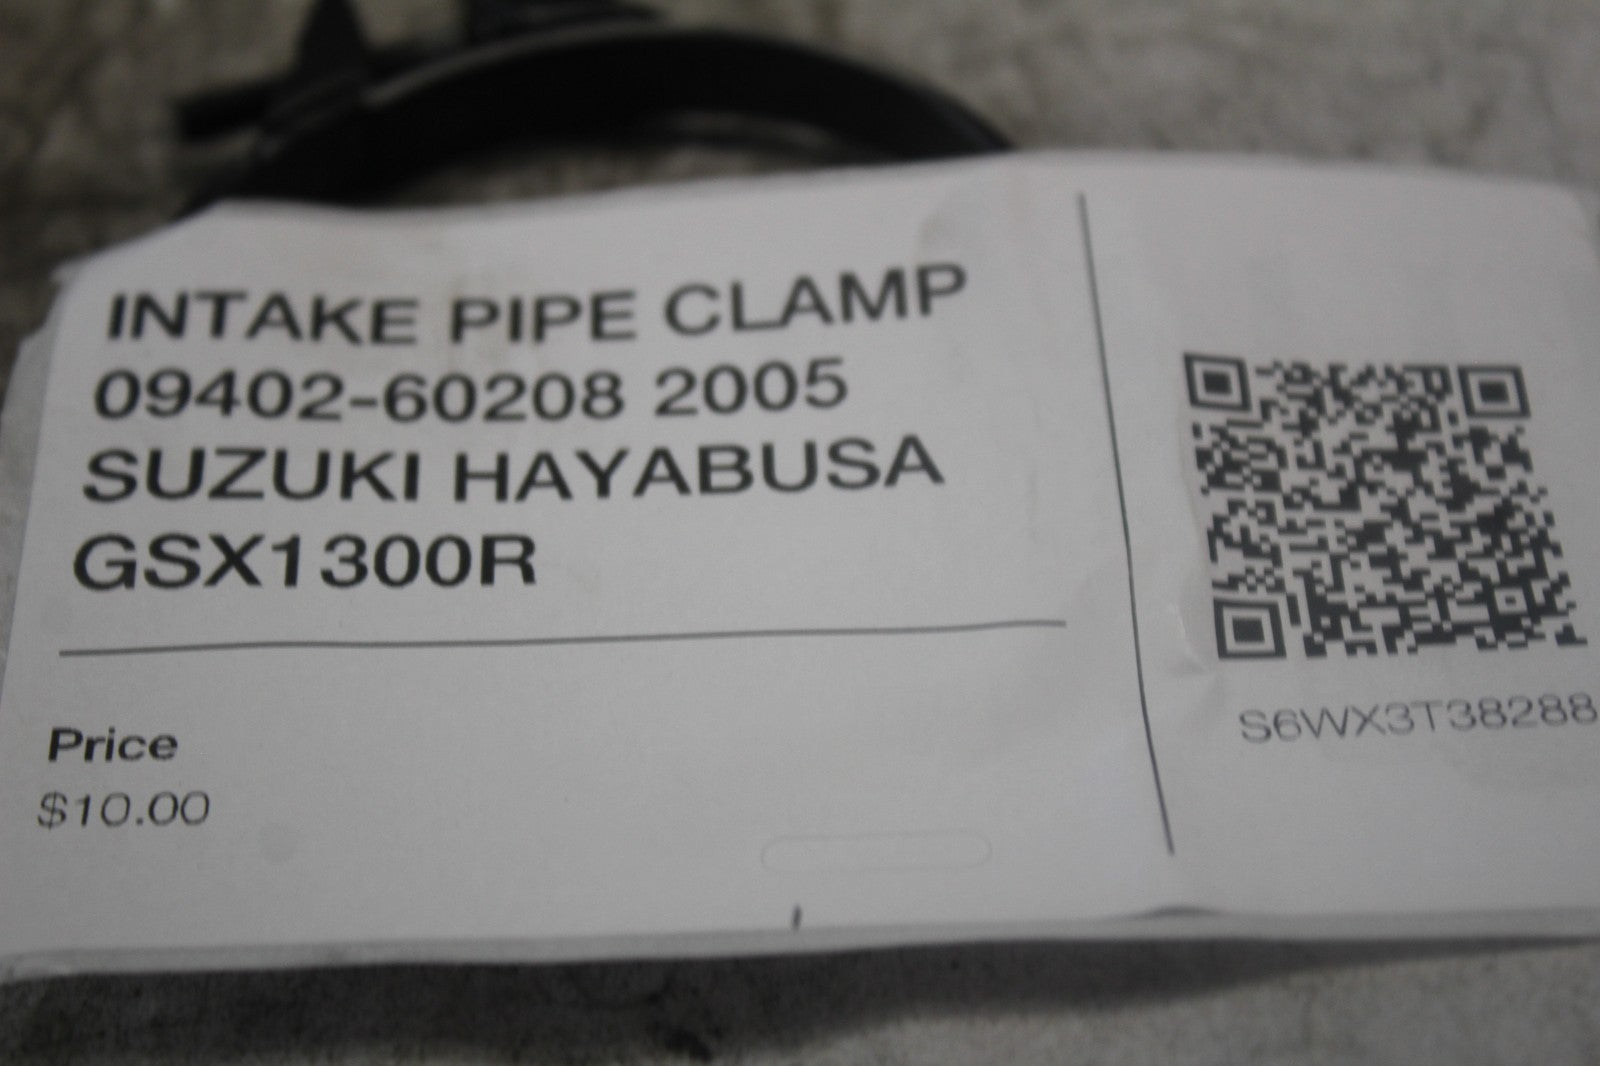 INTAKE PIPE CLAMP
09402-60208 2005
SUZUKI HAYABUSA
GSX1300R
Price
$10.00
S6WX3T38288